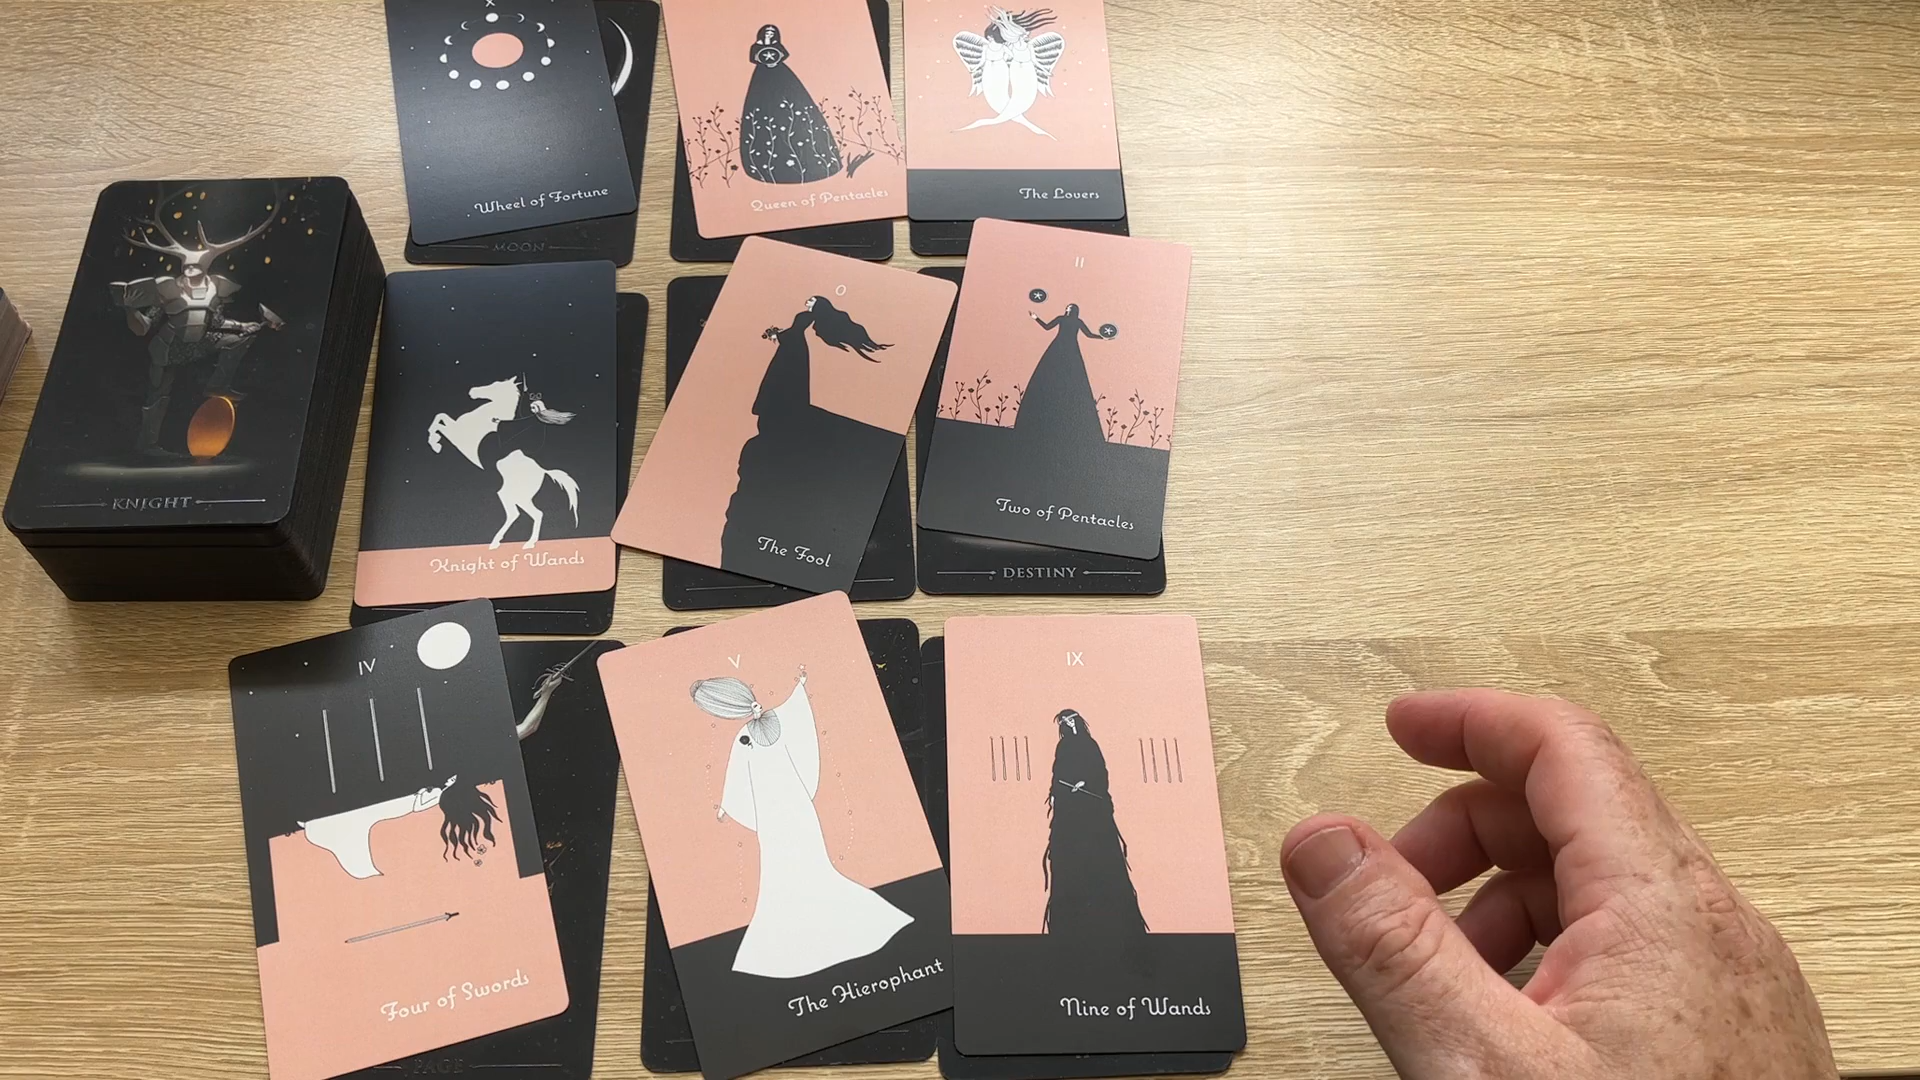 X
Wheel of Fortune
MOON
Queen of Pentacles
The Lovers
KNIGHT
Knight of Wands
O
The Fool
II
Two of Pentacles
DESTINY
IV
Four of Swords
PAGE
V
The Hierophant
IX
Nine of Wands